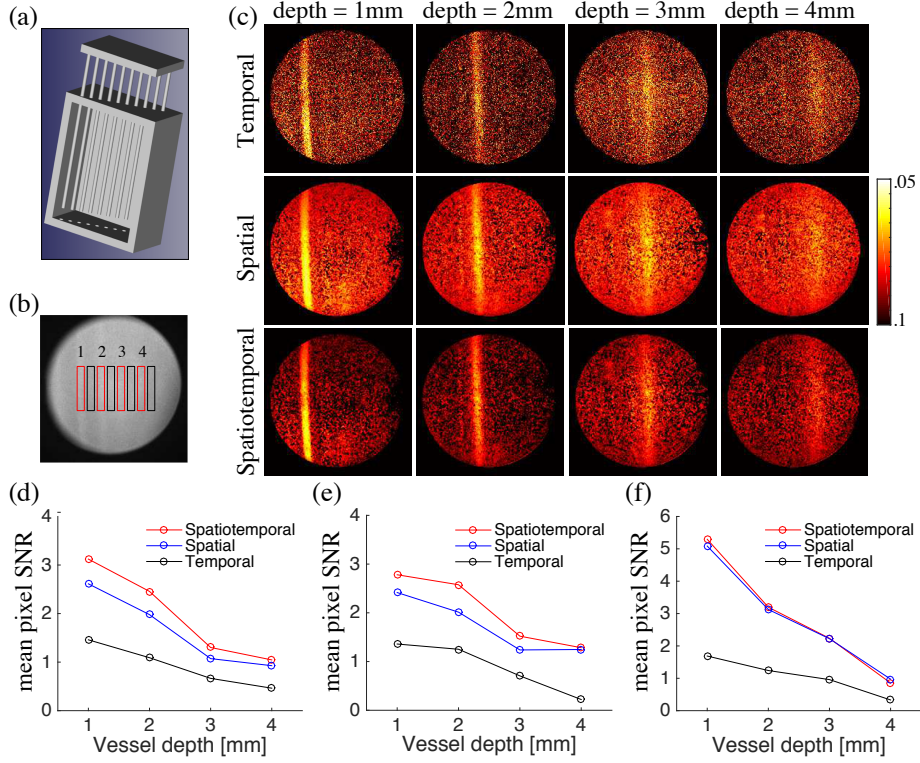 (a)
(c)
depth = 1mm
depth = 2mm
depth = 3mm
depth = 4mm
Temporal
Spatial
Spatiotemporal
.05
.1
(b)
1 2 3 4
(d)
4
3
2
1
0
mean pixel SNR
Spatiotemporal
Spatial
Temporal
1 2 3 4
Vessel depth [mm]
(e)
4
3
2
1
0
mean pixel SNR
Spatiotemporal
Spatial
Temporal
1 2 3 4
Vessel depth [mm]
(f)
6
5
4
3
2
1
0
mean pixel SNR
Spatiotemporal
Spatial
Temporal
1 2 3 4
Vessel depth [mm]